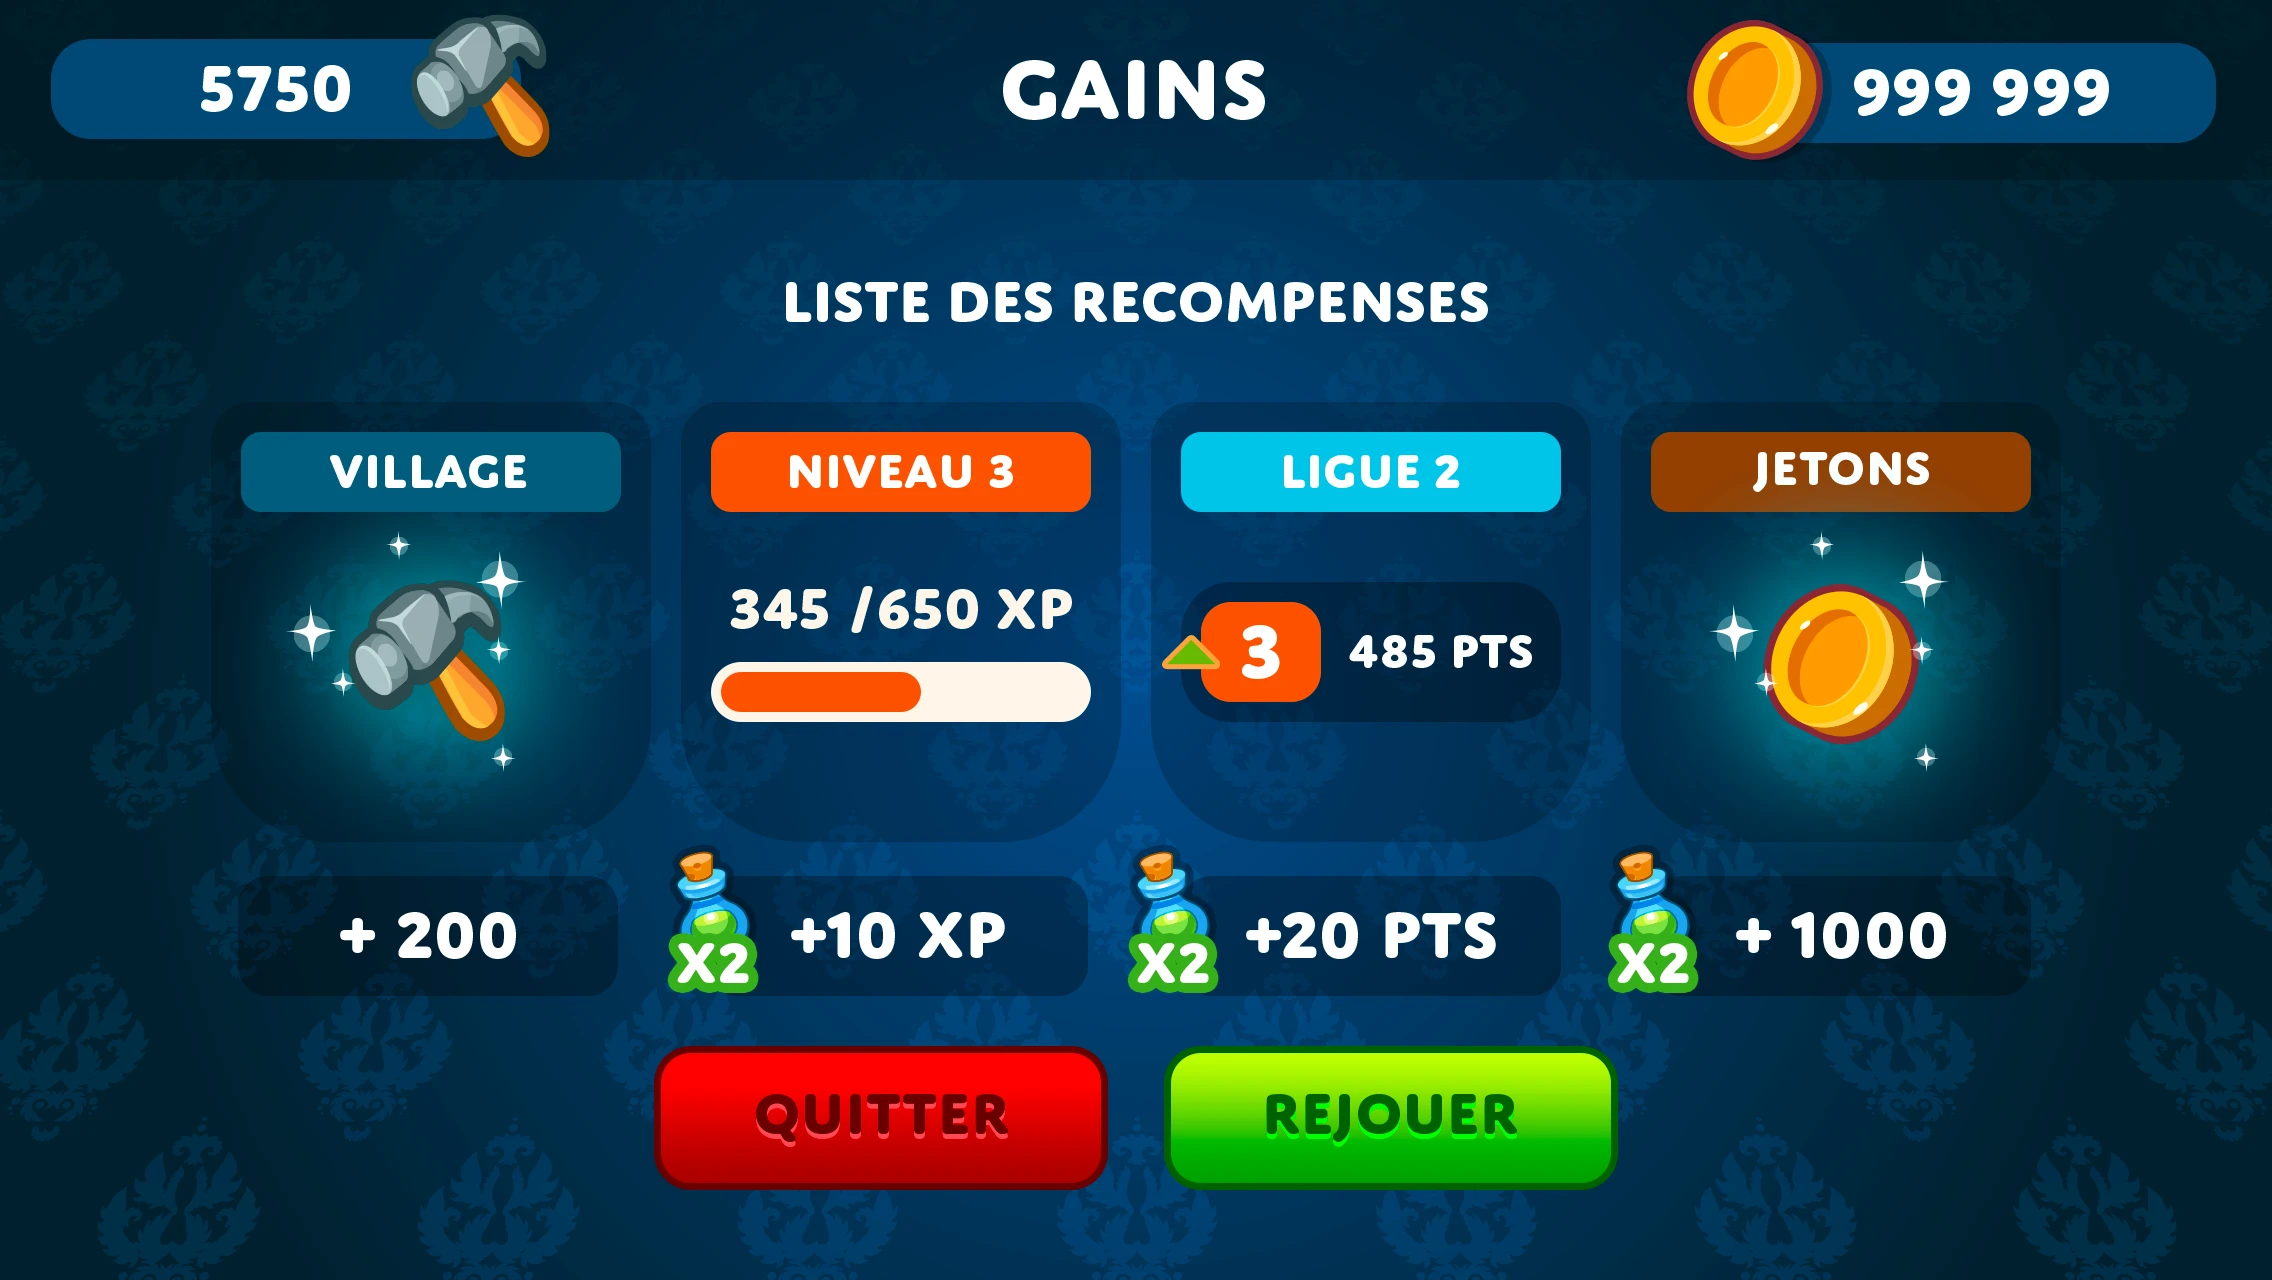 5750
GAINS
999 999
LISTE DES RECOMPENSES
VILLAGE
NIVEAU 3
LIGUE 2
JETONS
345 /650 XP
3
485 PTS
+ 200
X2
+10 XP
X2
+20 PTS
X2
+ 1000
QUITTER
REJOUER